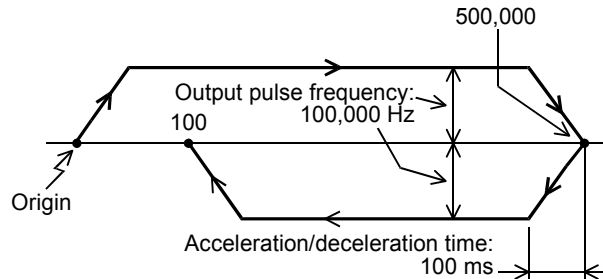 500,000
Output pulse frequency:
100,000 Hz
100
Origin
Acceleration/deceleration time:
100 ms